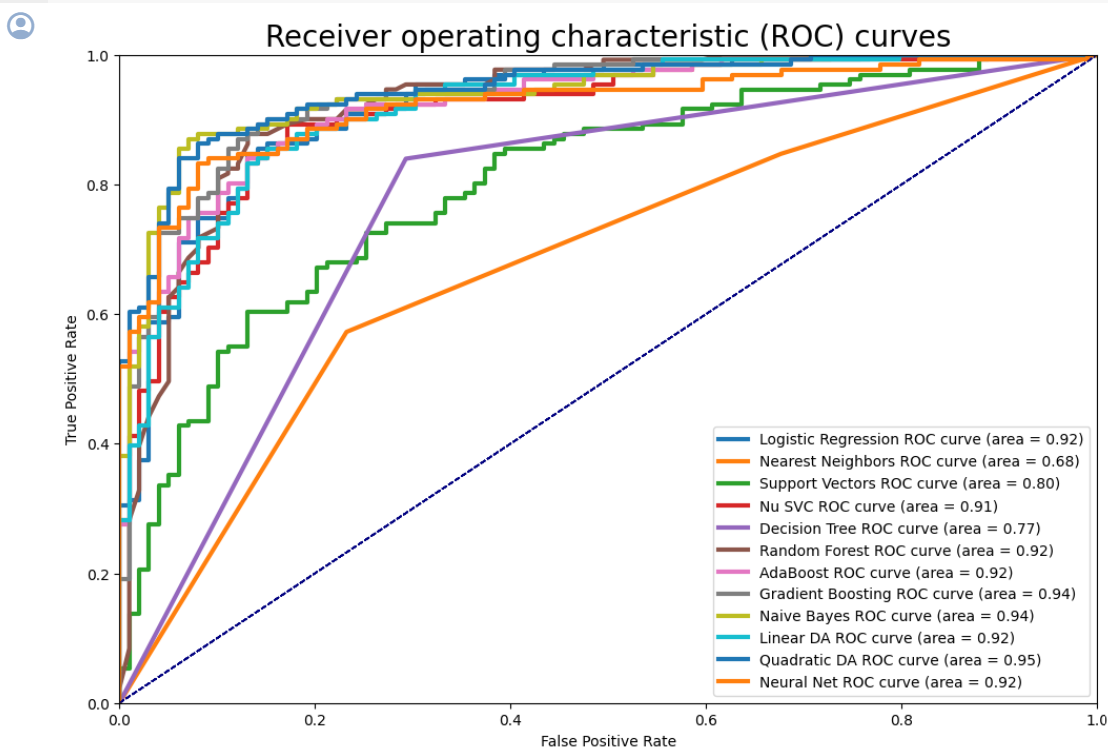 Receiver operating characteristic (ROC) curves
1.0
0.8
0.6
0.4
0.2
0.0
True Positive Rate
Logistic Regression ROC curve (area = 0.92)
Nearest Neighbors ROC curve (area = 0.68)
Support Vectors ROC curve (area = 0.80)
Nu SVC ROC curve (area = 0.91)
Decision Tree ROC curve (area = 0.77)
Random Forest ROC curve (area = 0.92)
AdaBoost ROC curve (area = 0.92)
Gradient Boosting ROC curve (area = 0.94)
Naive Bayes ROC curve (area = 0.94)
Linear DA ROC curve (area = 0.92)
Quadratic DA ROC curve (area = 0.95)
Neural Net ROC curve (area = 0.92)
0.0 0.2 0.4 0.6 0.8 1.0
False Positive Rate